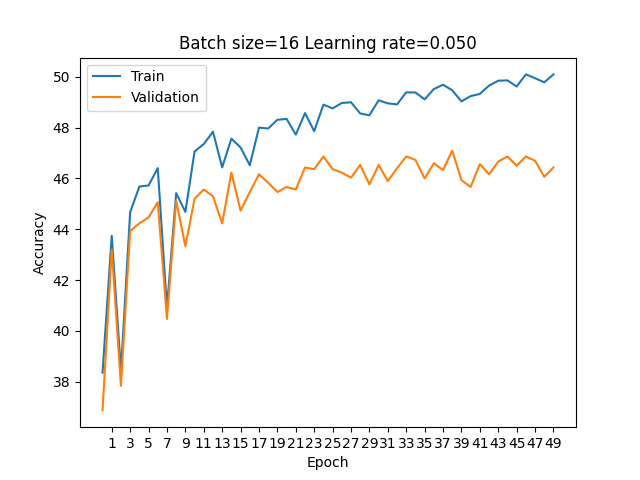 Batch size=16 Learning rate=0.050
Train
Validation
50
48
46
44
42
40
38
Accuracy
1 3 5 7 9 11 13 15 17 19 21 23 25 27 29 31 33 35 37 39 41 43 45 47 49
Epoch